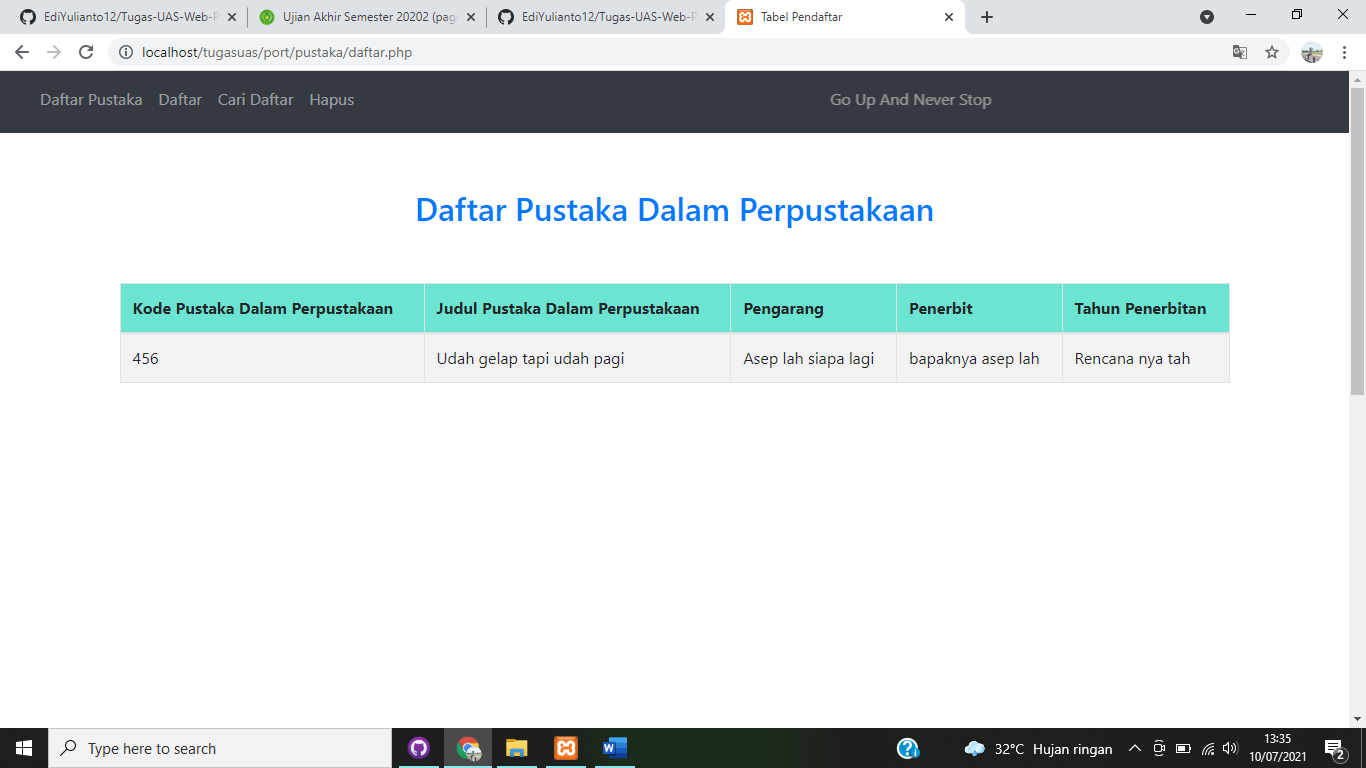 EdiYulianto12/Tugas-UAS-Web-P
Ujian Akhir Semester 20202 (pag
EdiYulianto12/Tugas-UAS-Web-P
Tabel Pendaftar
localhost/tugasuas/port/pustaka/daftar.php
Daftar Pustaka Daftar Cari Daftar Hapus Go Up And Never Stop
Daftar Pustaka Dalam Perpustakaan
Kode Pustaka Dalam Perpustakaan Judul Pustaka Dalam Perpustakaan Pengarang Penerbit Tahun Penerbitan
456 Udah gelap tapi udah pagi Asep lah siapa lagi bapaknya asep lah Rencana nya tah
Type here to search
32°C Hujan ringan
13:35
10/07/2021
2